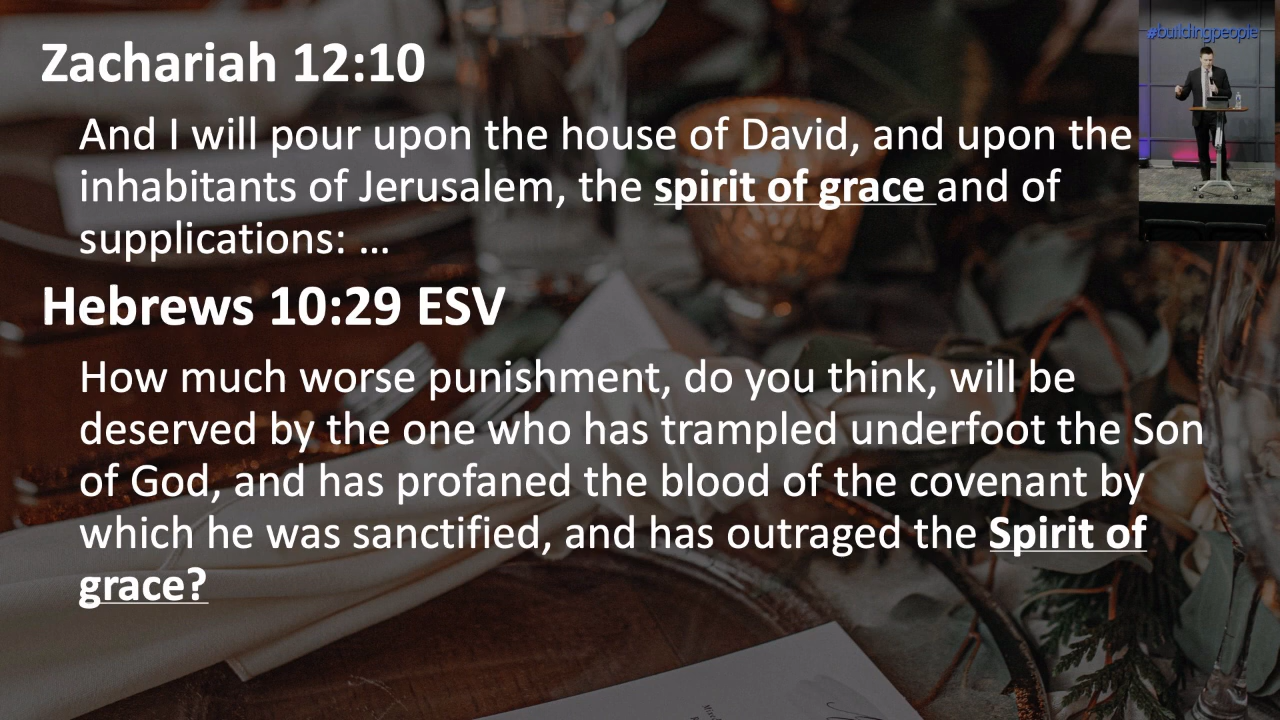 Zachariah 12:10
#buildingpeople
And I will pour upon the house of David, and upon the
inhabitants of Jerusalem, the spirit of grace and of
supplications: ...
Hebrews 10:29 ESV
How much worse punishment, do you think, will be
deserved by the one who has trampled underfoot the Son
of God, and has profaned the blood of the covenant by
which he was sanctified, and has outraged the Spirit of
grace?